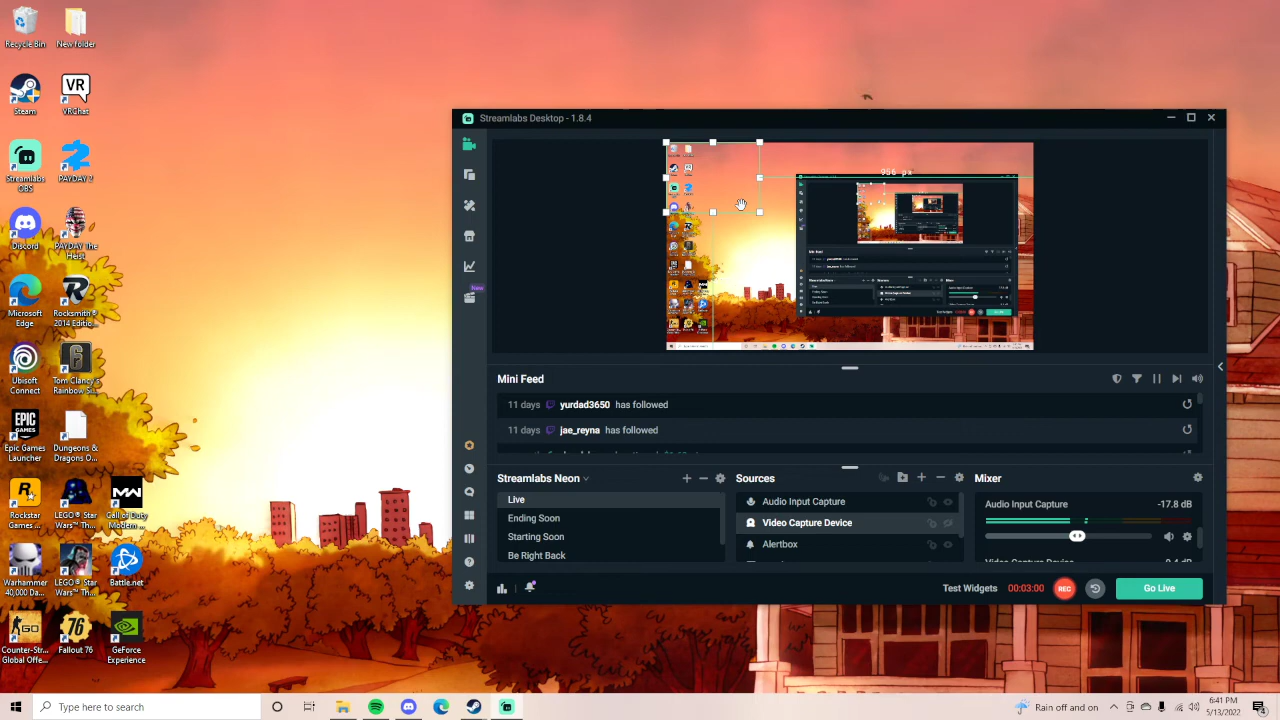 Recycle Bin
New folder
Steam
VRChat
Streamlabs OBS
PAYDAY 2
Discord
PAYDAY The Heist
Microsoft Edge
Rocksmith 2014 Editio...
Ubisoft Connect
Tom Clancy's Rainbow Si...
Epic Games Launcher
Dungeons & Dragons O...
Rockstar Games ...
LEGO® Star Wars™ Th...
Call of Duty Modern ...
Warhammer 40,000 Da...
LEGO® Star Wars™ Th...
Battle.net
Counter-Str... Global Offe...
Fallout 76
GeForce Experience
Streamlabs Desktop - 1.8.4
New
Mini Feed
11 days yurdad3650 has followed
11 days jae_reyna has followed
Streamlabs Neon
Live
Ending Soon
Starting Soon
Be Right Back
Sources
Audio Input Capture
Video Capture Device
Alertbox
Mixer
Audio Input Capture -17.8 dB
Test Widgets 00:03:00 REC Go Live
Type here to search
Rain off and on
6:41 PM
5/13/2022